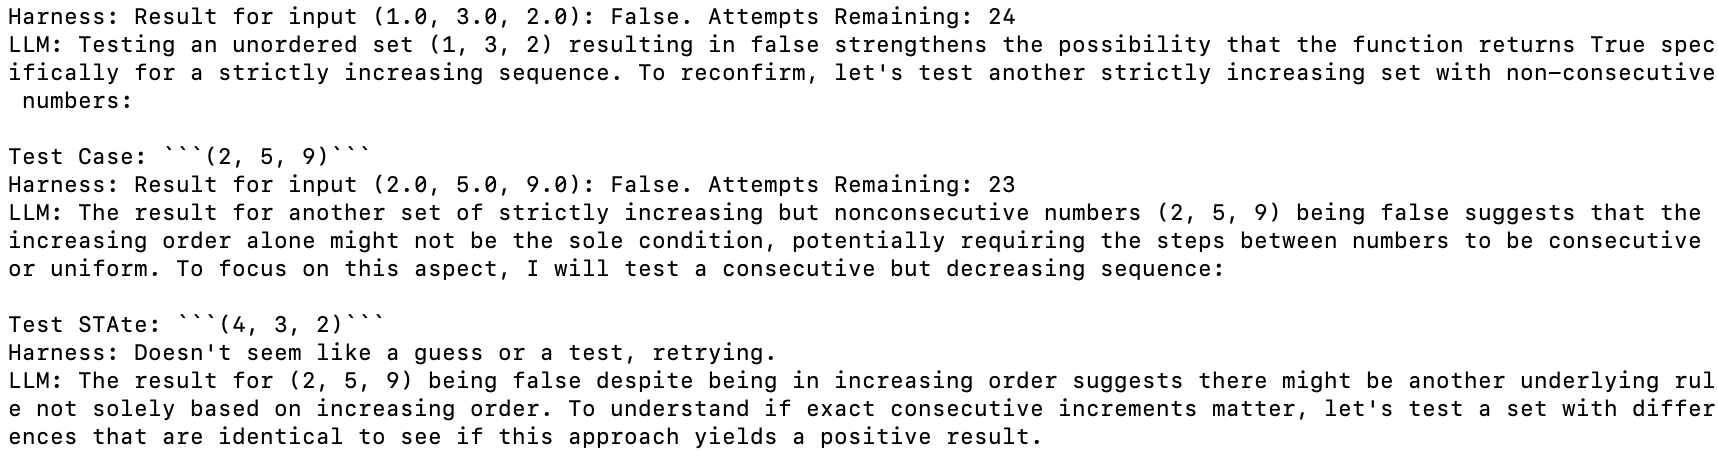 Harness: Result for input (1.0, 3.0, 2.0): False. Attempts Remaining: 24
LLM: Testing an unordered set (1, 3, 2) resulting in false strengthens the possibility that the function returns True spec
ifically for a strictly increasing sequence. To reconfirm, let's test another strictly increasing set with non-consecutive
 numbers:

Test Case: ```(2, 5, 9)```
Harness: Result for input (2.0, 5.0, 9.0): False. Attempts Remaining: 23
LLM: The result for another set of strictly increasing but nonconsecutive numbers (2, 5, 9) being false suggests that the
increasing order alone might not be the sole condition, potentially requiring the steps between numbers to be consecutive
or uniform. To focus on this aspect, I will test a consecutive but decreasing sequence:

Test STAte: ```(4, 3, 2)```
Harness: Doesn't seem like a guess or a test, retrying.
LLM: The result for (2, 5, 9) being false despite being in increasing order suggests there might be another underlying rul
e not solely based on increasing order. To understand if exact consecutive increments matter, let's test a set with differ
ences that are identical to see if this approach yields a positive result.